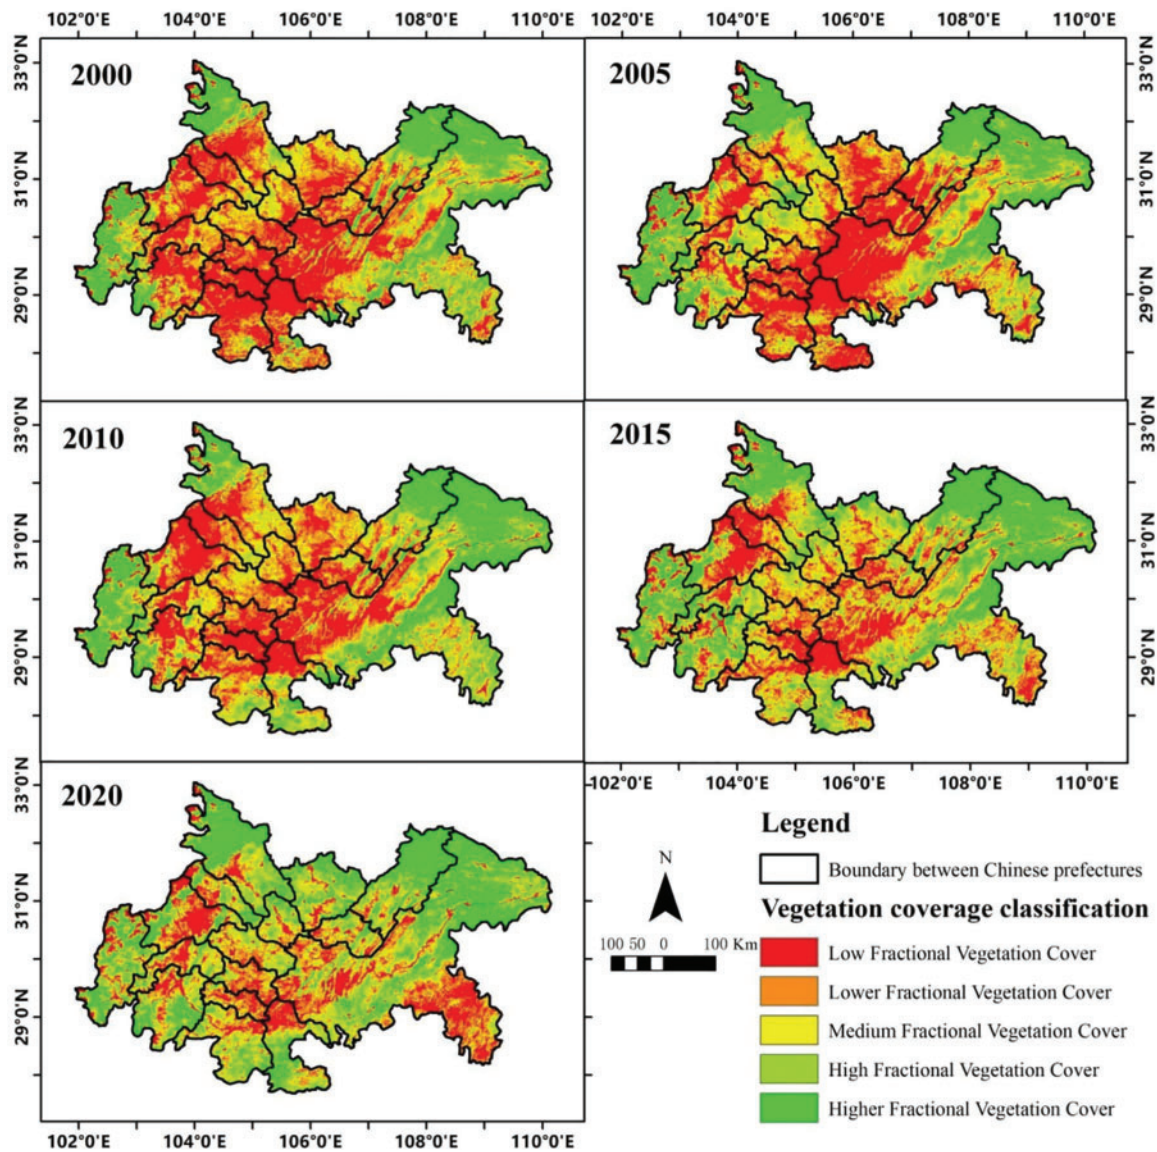 102°0'E 104°0'E 106°0'E 108°0'E 110°0'E 102°0'E 104°0'E 106°0'E 108°0'E 110°0'E
2000
2005
33°0'N
31°0'N
29°0'N
33°0'N
31°0'N
29°0'N
2010
2015
33°0'N
31°0'N
29°0'N
33°0'N
31°0'N
29°0'N
102°0'E 104°0'E 106°0'E 108°0'E 110°0'E
2020
33°0'N
31°0'N
29°0'N
102°0'E 104°0'E 106°0'E 108°0'E 110°0'E
N
100 50 0 100 Km
Legend
Boundary between Chinese prefectures
Vegetation coverage classification
Low Fractional Vegetation Cover
Lower Fractional Vegetation Cover
Medium Fractional Vegetation Cover
High Fractional Vegetation Cover
Higher Fractional Vegetation Cover